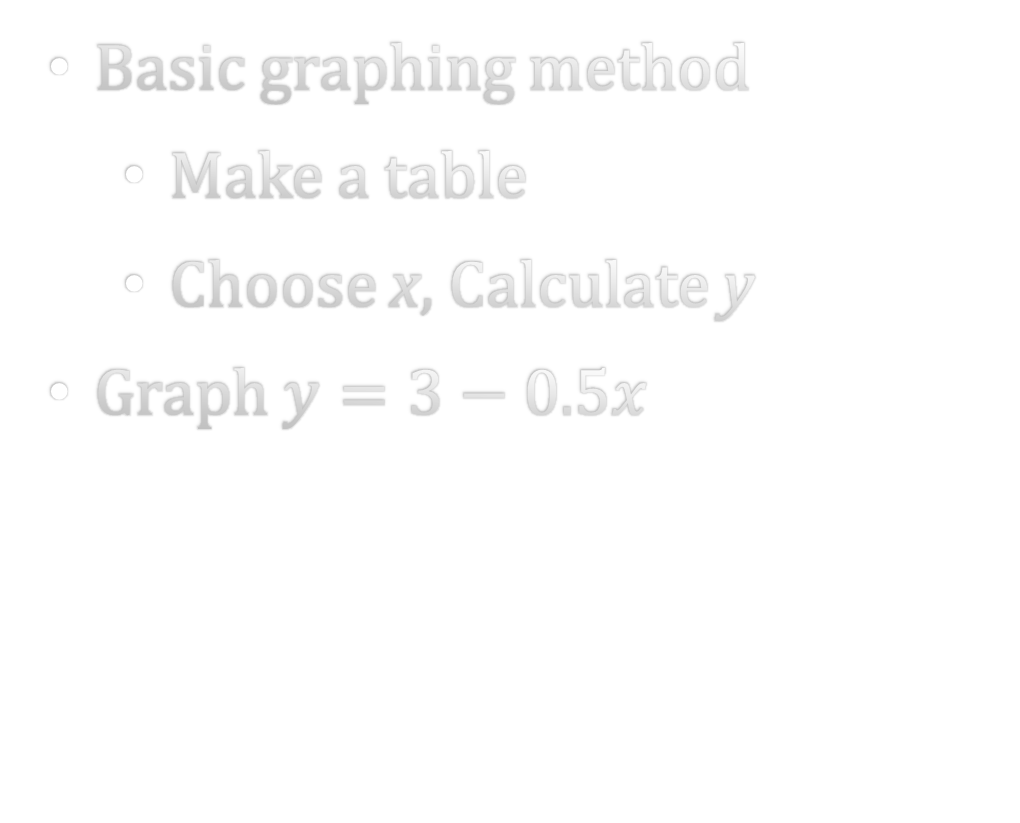 ◦ Basic graphing method
◦ Make a table
◦ Choose x, Calculate y
◦ Graph y = 3 − 0.5x